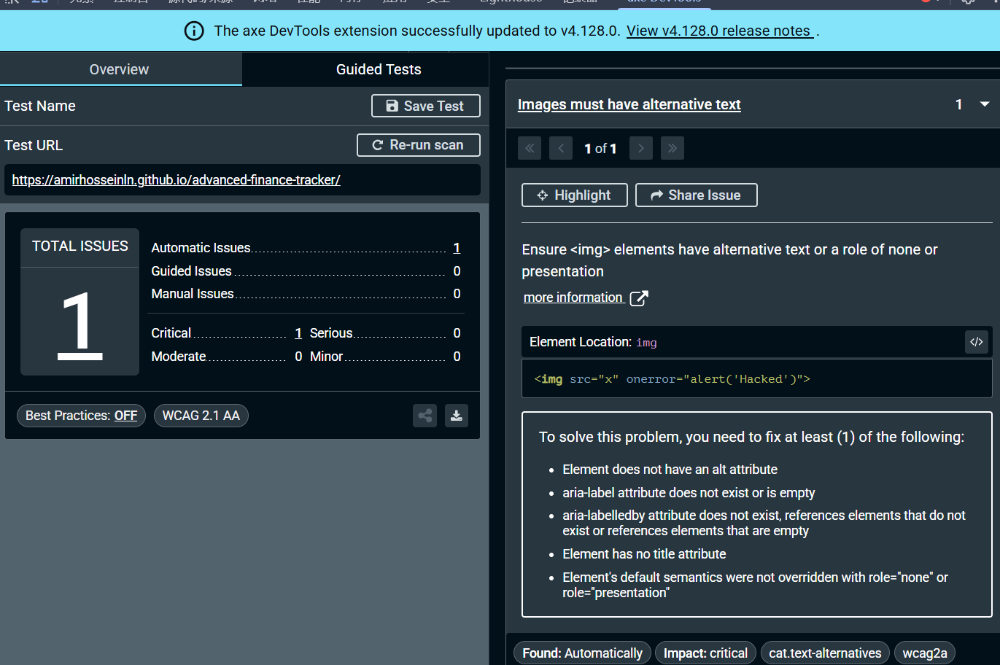 Lighthouse
axe DevTools
The axe DevTools extension successfully updated to v4.128.0. View v4.128.0 release notes .
Overview
Guided Tests
Test Name
Save Test
Test URL
Re-run scan
https://amirhosseinln.github.io/advanced-finance-tracker/
TOTAL ISSUES
1
Automatic Issues 1
Guided Issues 0
Manual Issues 0
Critical 1 Serious 0
Moderate 0 Minor 0
Best Practices: OFF
WCAG 2.1 AA
Images must have alternative text 1
1 of 1
Highlight
Share Issue
Ensure <img> elements have alternative text or a role of none or
presentation
more information
Element Location: img
</>
<img src="x" onerror="alert('Hacked')">
To solve this problem, you need to fix at least (1) of the following:
• Element does not have an alt attribute
• aria-label attribute does not exist or is empty
• aria-labelledby attribute does not exist, references elements that do not
exist or references elements that are empty
• Element has no title attribute
• Element's default semantics were not overridden with role="none" or
role="presentation"
Found: Automatically
Impact: critical
cat.text-alternatives
wcag2a